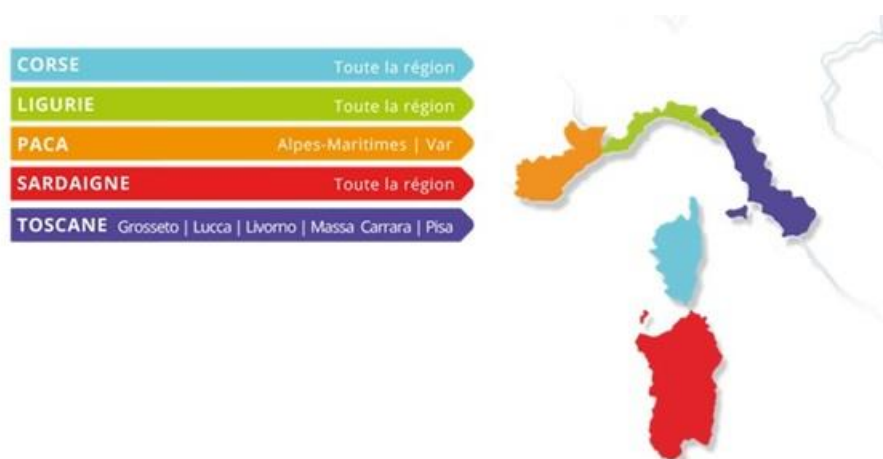 CORSE Toute la région
LIGURIE Toute la région
PACA Alpes-Maritimes | Var
SARDAIGNE Toute la région
TOSCANE Grosseto | Lucca | Livorno | Massa Carrara | Pisa